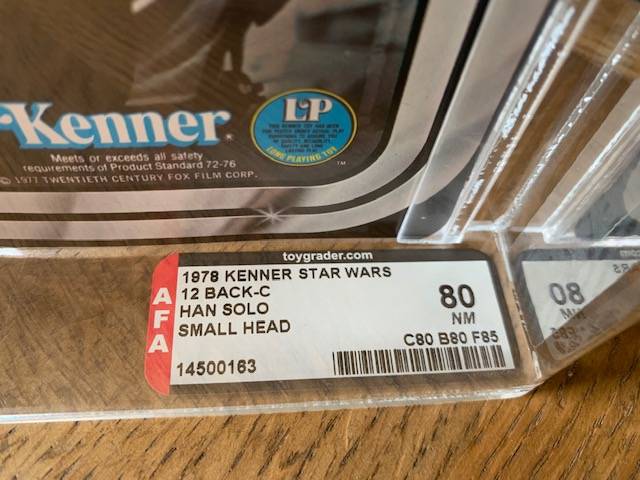 Kenner
Meets or exceeds all safety
requirements of Product Standard 72-76
© 1977 TWENTIETH CENTURY FOX FILM CORP.
LP
LONG PLAYING TOY
TM
toygrader.com
AFA
1978 KENNER STAR WARS
12 BACK-C
HAN SOLO
SMALL HEAD
14500163
80
NM
C80 B80 F85